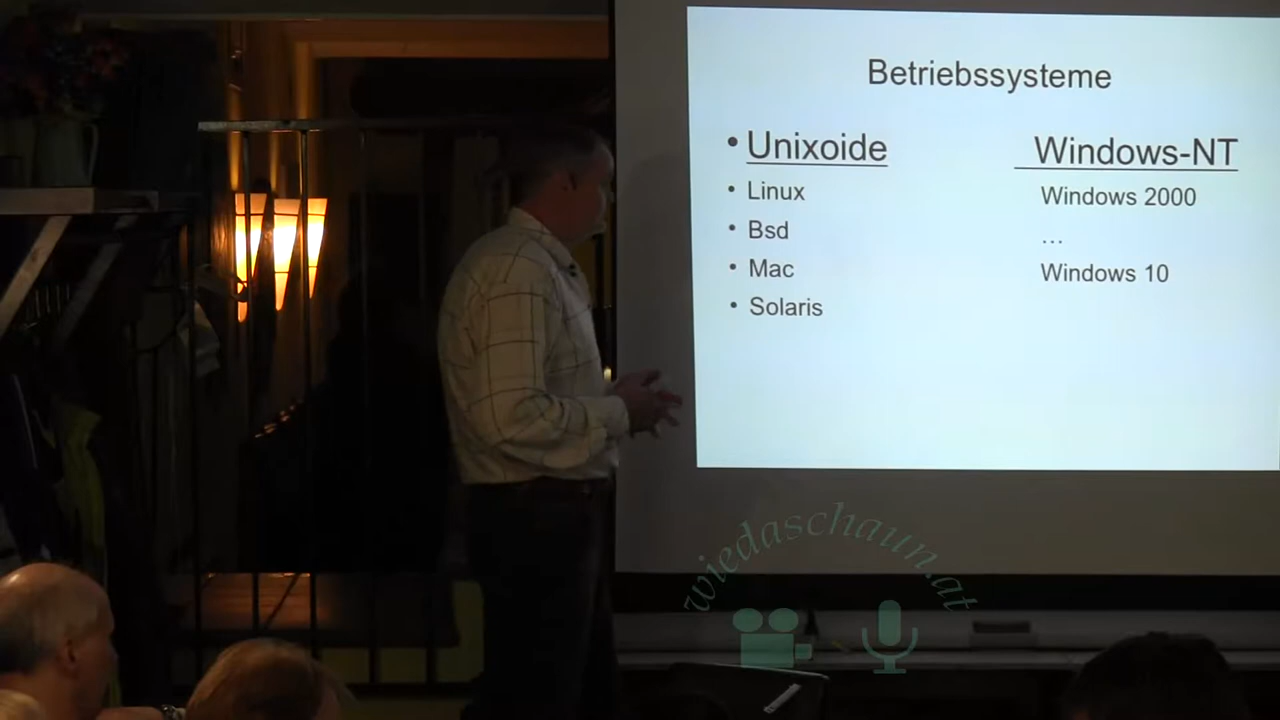 Betriebssysteme
• Unixoide
• Linux
• Bsd
• Mac
• Solaris
Windows-NT
Windows 2000
...
Windows 10
wiedaschaun.at